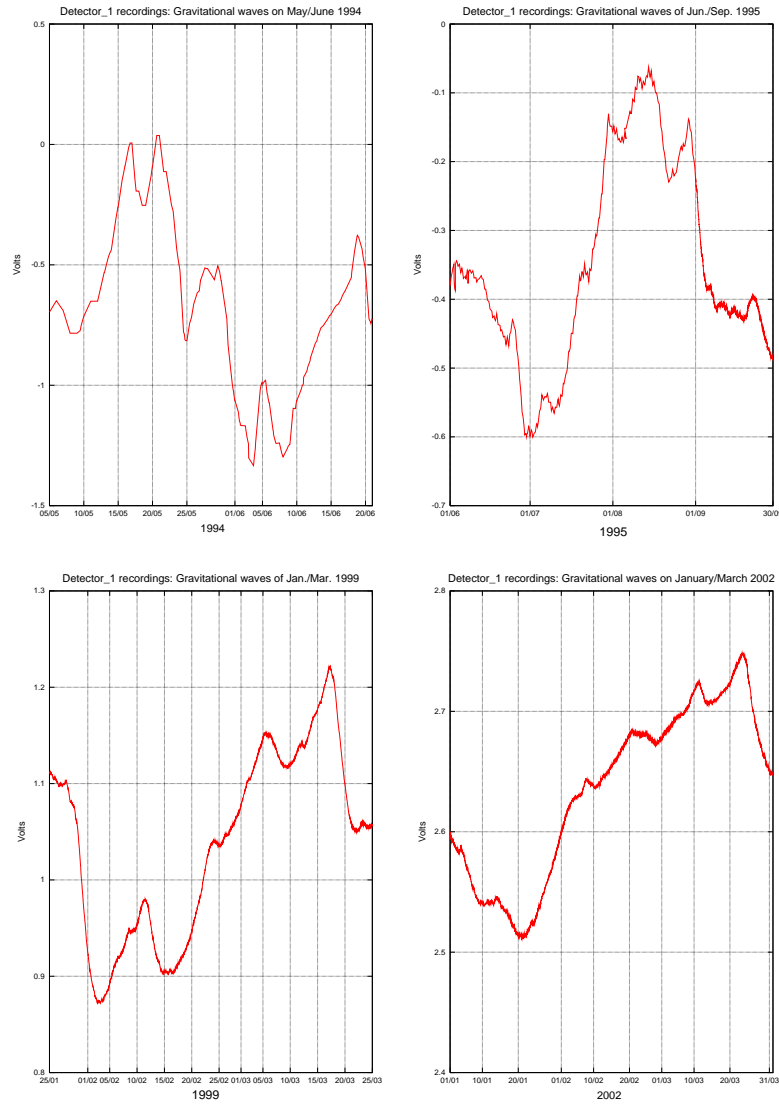 Detector_1 recordings: Gravitational waves on May/June 1994
0.5
0
-0.5
-1
-1.5
Volts
05/05 10/05 15/05 20/05 25/05 01/06 05/06 10/06 15/06 20/06
1994
Detector_1 recordings: Gravitational waves of Jun./Sep. 1995
0
-0.1
-0.2
-0.3
-0.4
-0.5
-0.6
-0.7
Volts
01/06 01/07 01/08 01/09 30/0
1995
Detector_1 recordings: Gravitational waves of Jan./Mar. 1999
1.3
1.2
1.1
1
0.9
0.8
Volts
25/01 01/02 05/02 10/02 15/02 20/02 25/02 01/03 05/03 10/03 15/03 20/03 25/03
1999
Detector_1 recordings: Gravitational waves on January/March 2002
2.8
2.7
2.6
2.5
2.4
Volts
01/01 10/01 20/01 01/02 10/02 20/02 01/03 10/03 20/03 31/03
2002